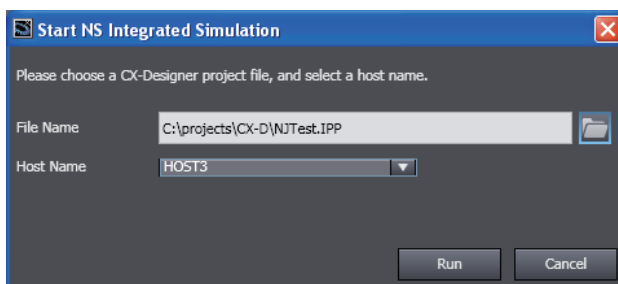 Start NS Integrated Simulation
Please choose a CX-Designer project file, and select a host name.
File Name C:\projects\CX-D\NJTest.IPP
Host Name HOST3
Run Cancel